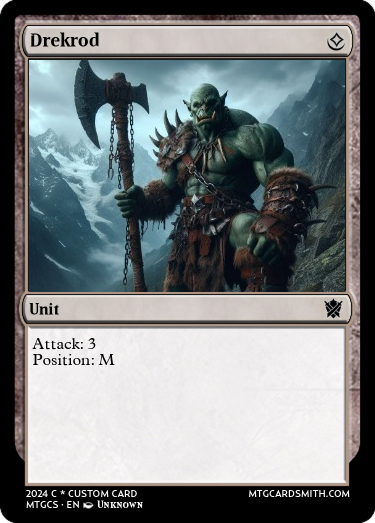 Drekrod
Unit
Attack: 3
Position: M
2024 C * CUSTOM CARD
MTGCS · EN Unknown
MTGCARDSMITH.COM